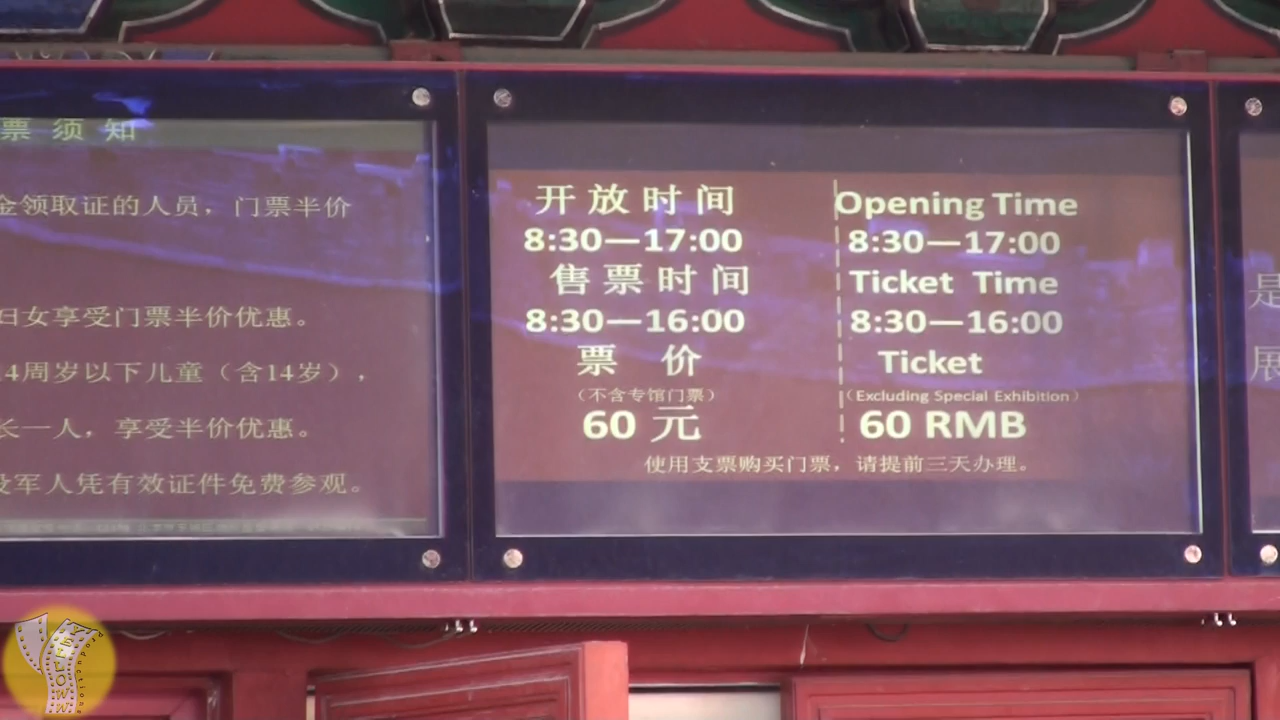 票 须 知
金领取证的人员，门票半价
妇女享受门票半价优惠。
14周岁以下儿童（含14岁），
长一人，享受半价优惠。
役军人凭有效证件免费参观。
开 放 时 间
8:30—17:00
售 票 时 间
8:30—16:00
票 价
（不含专馆门票）
60 元
Opening Time
8:30—17:00
Ticket Time
8:30—16:00
Ticket
（Excluding Special Exhibition）
60 RMB
使用支票购买门票，请提前三天办理。
是
展